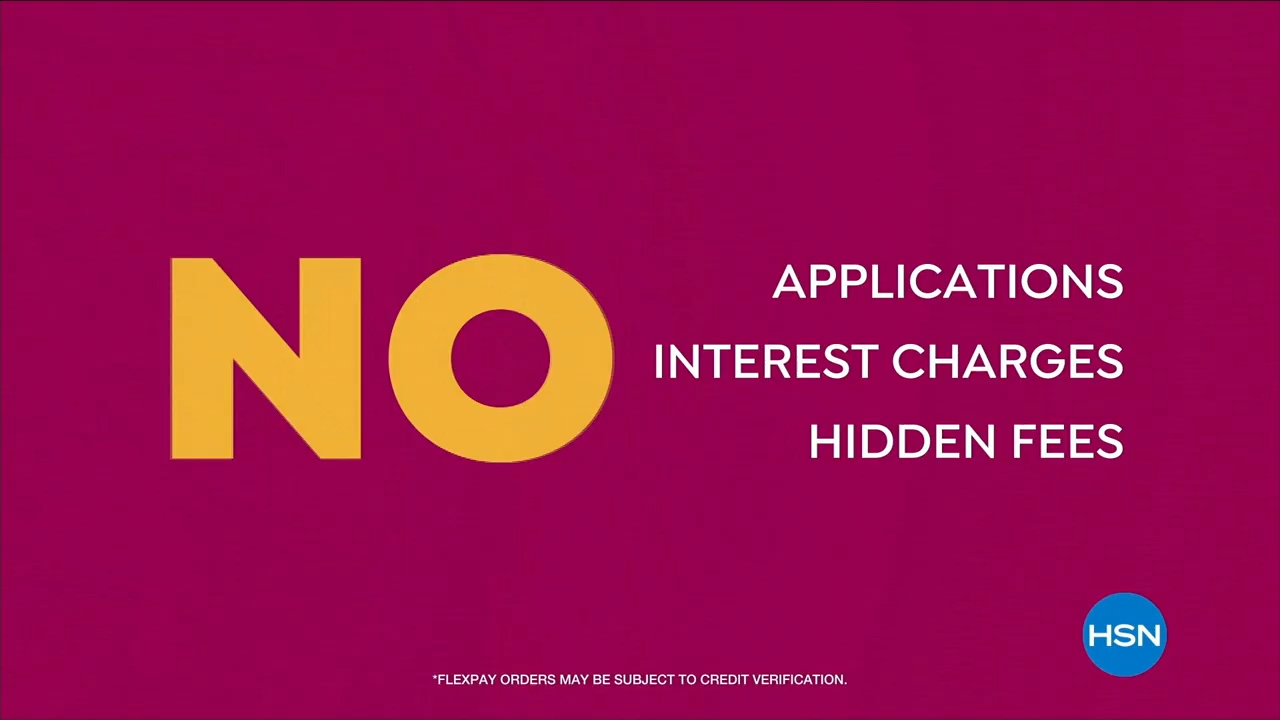 NO
APPLICATIONS
INTEREST CHARGES
HIDDEN FEES
HSN
*FLEXPAY ORDERS MAY BE SUBJECT TO CREDIT VERIFICATION.